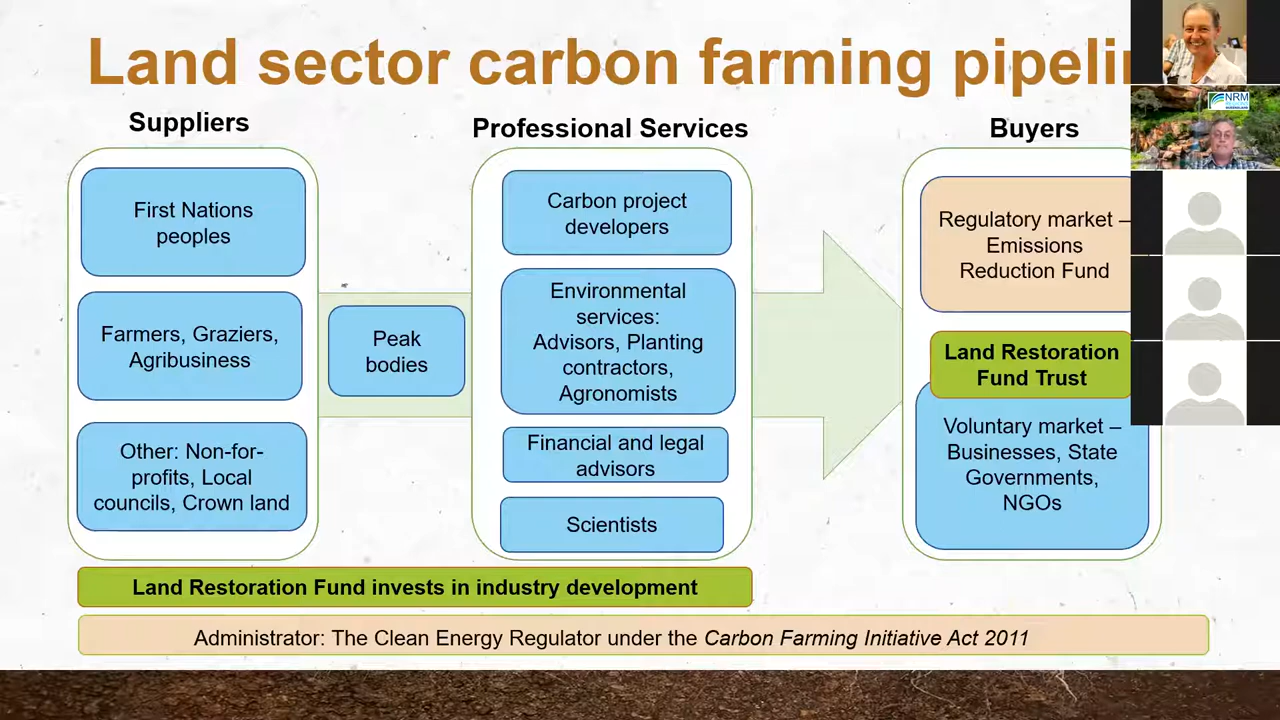 Land sector carbon farming pipelin
Suppliers
First Nations
peoples
Farmers, Graziers,
Agribusiness
Other: Non-for-
profits, Local
councils, Crown land
Peak
bodies
Professional Services
Carbon project
developers
Environmental
services:
Advisors, Planting
contractors,
Agronomists
Financial and legal
advisors
Scientists
Buyers
Regulatory market –
Emissions
Reduction Fund
Land Restoration
Fund Trust
Voluntary market –
Businesses, State
Governments,
NGOs
Land Restoration Fund invests in industry development
Administrator: The Clean Energy Regulator under the Carbon Farming Initiative Act 2011
NRM